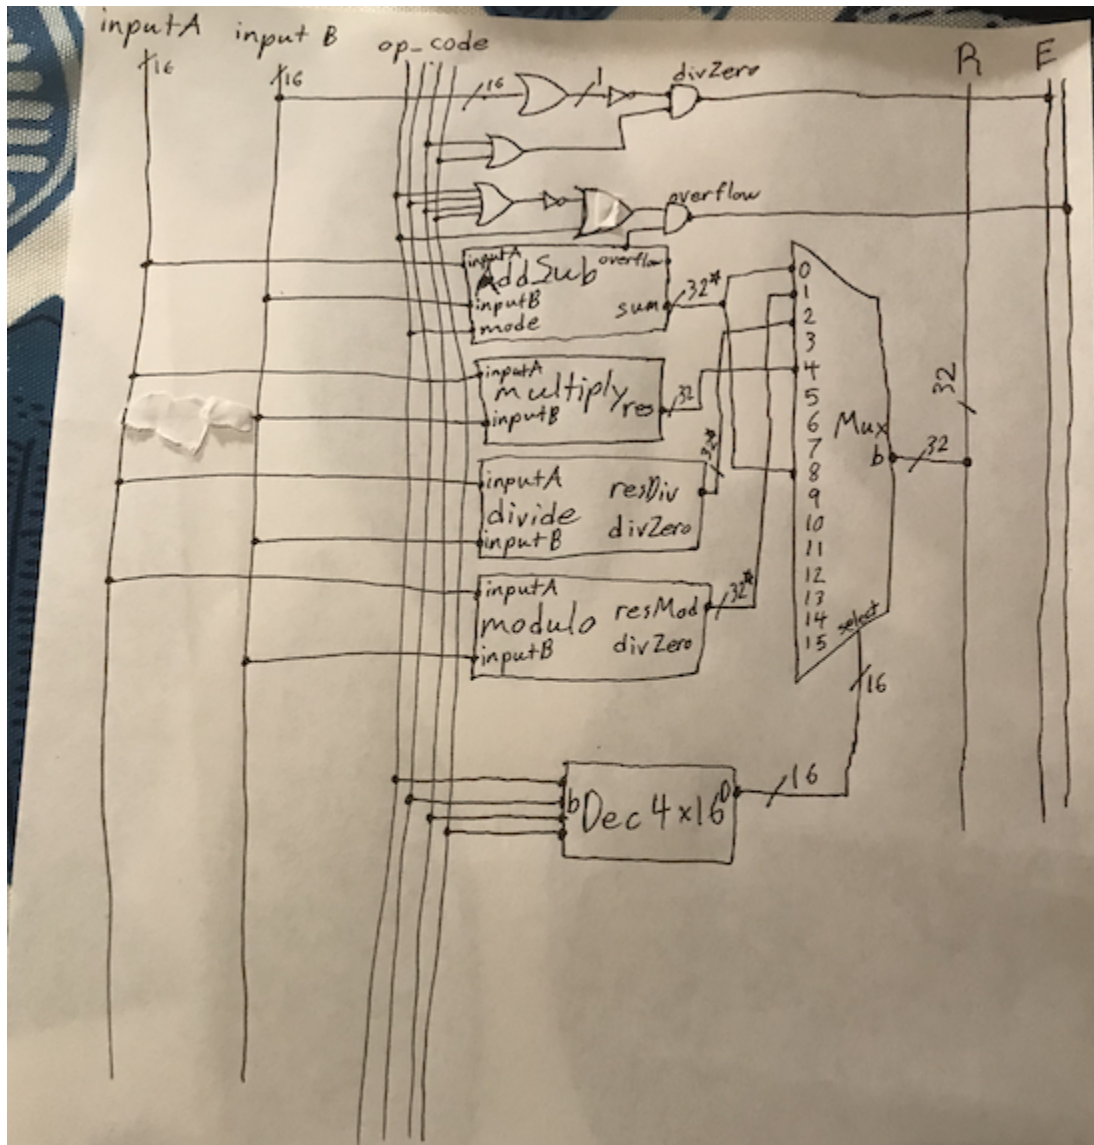 inputA input B op_code R E
16 16
16 1 divZero
overflow
inputA overflow
AddSub
inputB sum 32*
mode
inputA
multiply
inputB res 32
inputA resDiv 32*
divide
inputB divZero
inputA
modulo resMod 32*
inputB divZero
0
1
2
3
4
5
6
7
8
9
10
11
12
13
14
15
Mux
b 32
32
select
16
b Dec 4x16 D 16